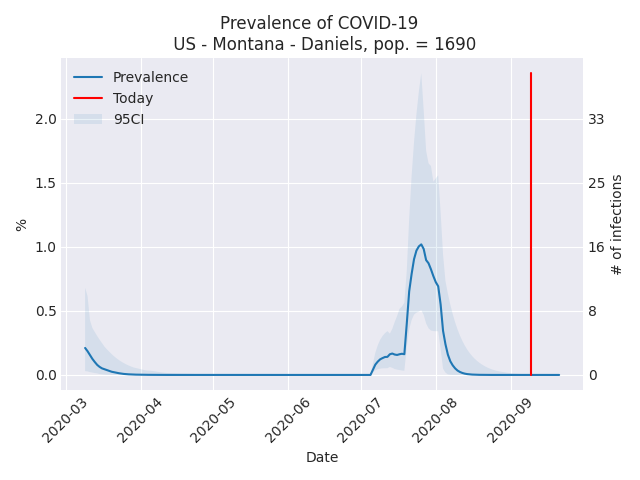 Prevalence of COVID-19
US - Montana - Daniels, pop. = 1690
Prevalence
Today
95CI
2.0
1.5
1.0
0.5
0.0
%
33
25
16
8
0
# of infections
2020-03
2020-04
2020-05
2020-06
2020-07
2020-08
2020-09
Date